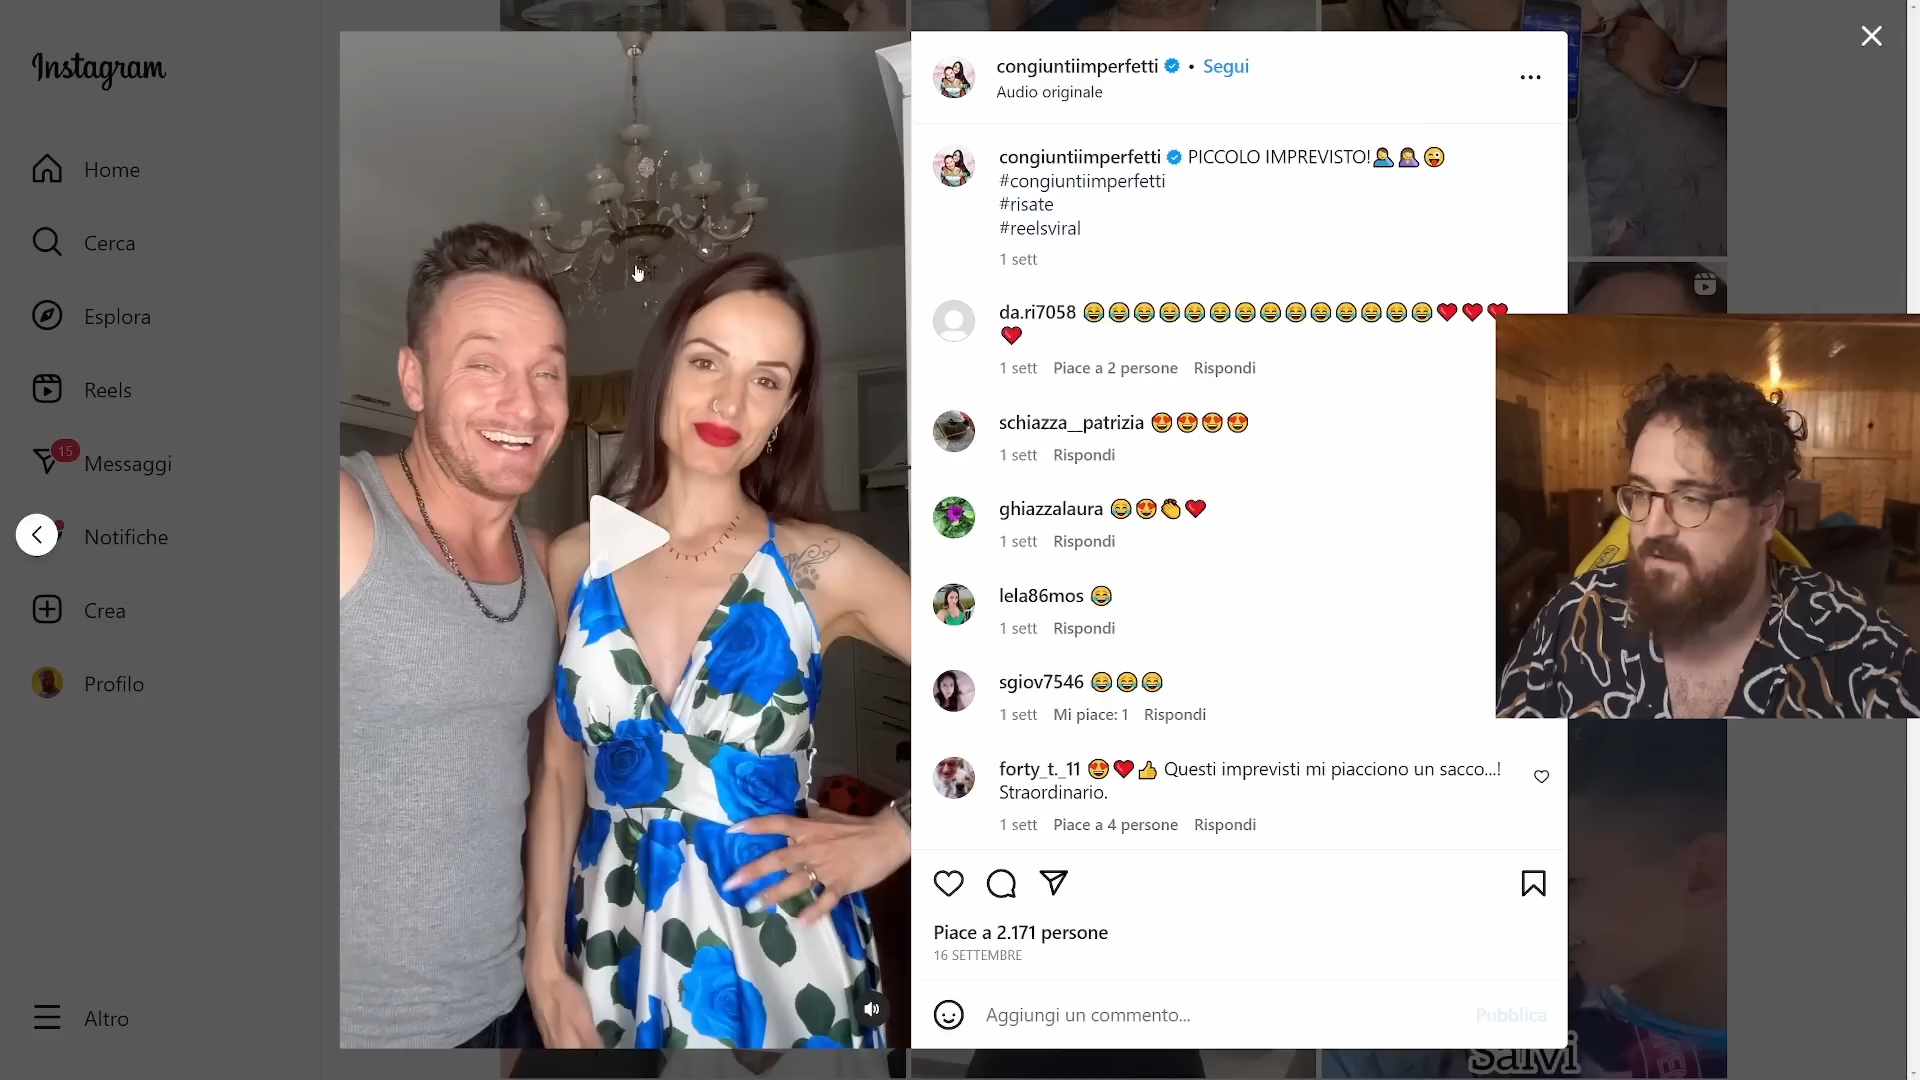 Instagram
Home
Cerca
Esplora
Reels
15
Messaggi
Notifiche
Crea
Profilo
Altro
congiuntiimperfetti • Segui
Audio originale
congiuntiimperfetti PICCOLO IMPREVISTO!🤦‍♂️🤦‍♀️😜
#congiuntiimperfetti
#risate
#reelsviral
1 sett
da.ri7058 😂😂😂😂😂😂😂😂😂😂😂😂😂😂❤️❤️❤️
❤️
1 sett Piace a 2 persone Rispondi
schiazza__patrizia 😍😍😍😍
1 sett Rispondi
ghiazzalaura 😂😍👏❤️
1 sett Rispondi
lela86mos 😂
1 sett Rispondi
sgiov7546 😂😂😂
1 sett Mi piace: 1 Rispondi
forty_t._11 😍❤️👍 Questi imprevisti mi piacciono un sacco...!
Straordinario.
1 sett Piace a 4 persone Rispondi
Piace a 2.171 persone
16 SETTEMBRE
Aggiungi un commento...
Pubblica
Salvi